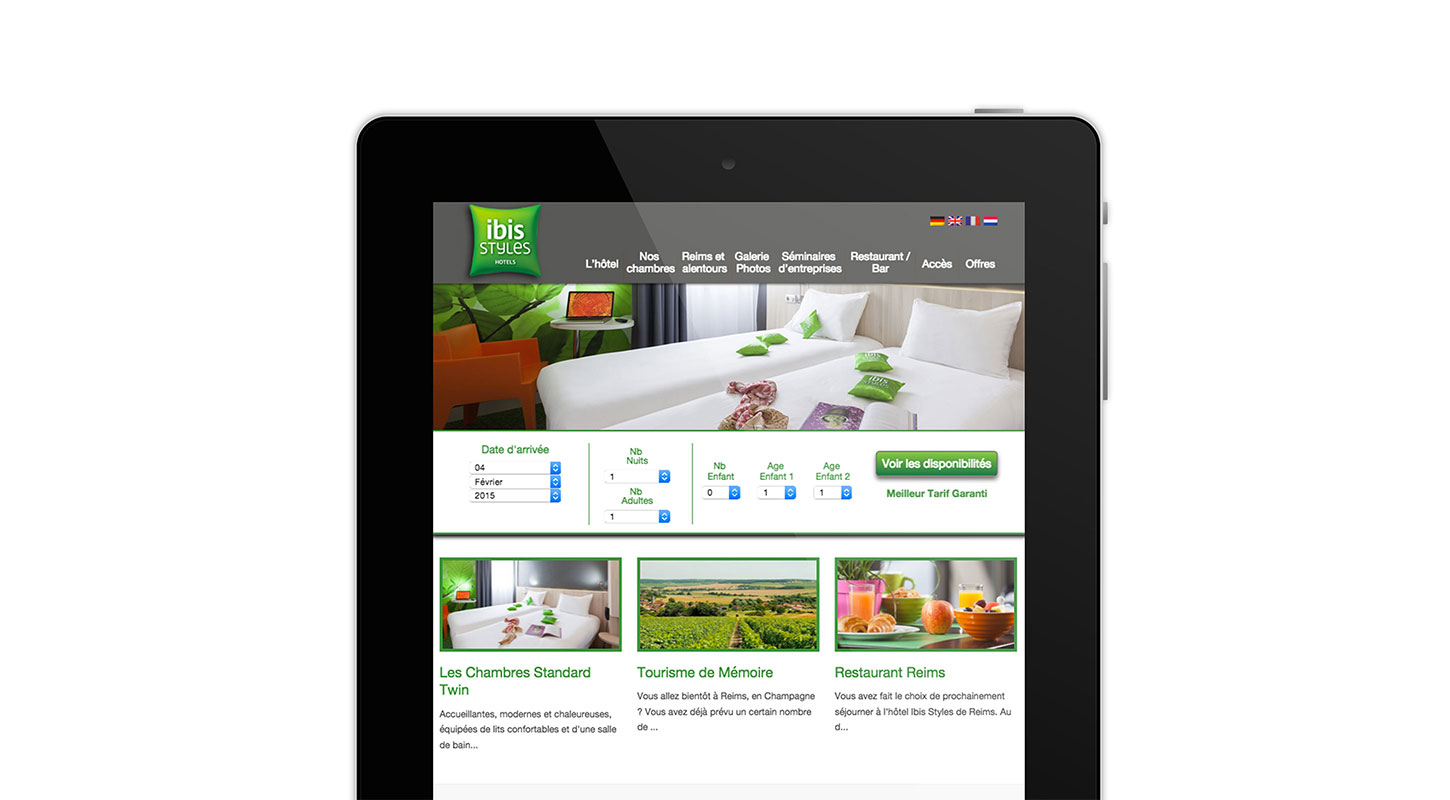 ibis
STYLES
HOTELS
L'hôtel
Nos
chambres
Reims et
alentours
Galerie
Photos
Séminaires
d'entreprises
Restaurant /
Bar
Accès
Offres
ibis
STYLES
Date d'arrivée
04
Février
2015
Nb
Nuits
1
Nb
Adultes
1
Nb
Enfant
0
Age
Enfant 1
1
Age
Enfant 2
1
Voir les disponibilités
Meilleur Tarif Garanti
Les Chambres Standard
Twin
Accueillantes, modernes et chaleureuses,
équipées de lits confortables et d'une salle
de bain...
Tourisme de Mémoire
Vous allez bientôt à Reims, en Champagne
? Vous avez déjà prévu un certain nombre
de ...
Restaurant Reims
Vous avez fait le choix de prochainement
séjourner à l'hôtel Ibis Styles de Reims. Au
d...